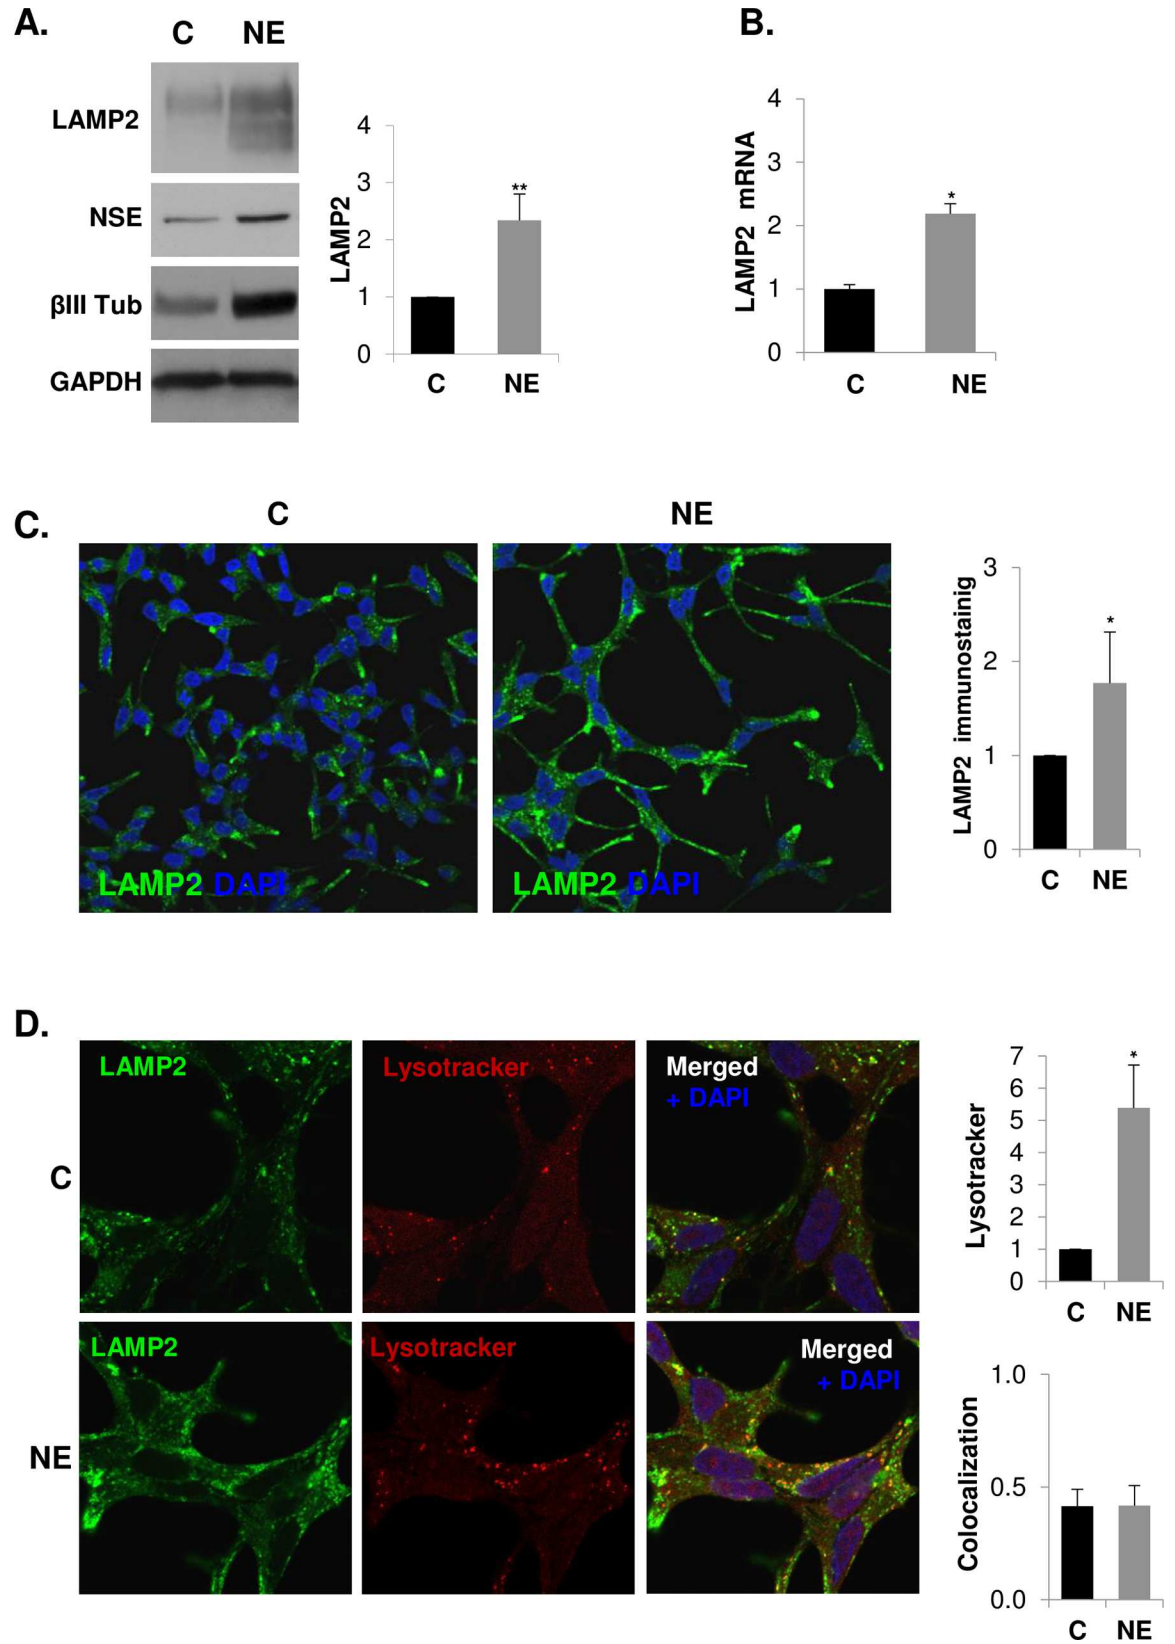 A.
C NE
LAMP2
NSE
βIII Tub
GAPDH
LAMP2
4
3
2
1
0
**
C NE
B.
LAMP2 mRNA
4
3
2
1
0
*
C NE
C.
C NE
LAMP2 DAPI
LAMP2 DAPI
LAMP2 immunostainig
3
2
1
0
*
C NE
D.
C
LAMP2
Lysotracker
Merged
+ DAPI
NE
LAMP2
Lysotracker
Merged
+ DAPI
Lysotracker
7
6
5
4
3
2
1
0
*
C NE
Colocalization
1.0
0.5
0.0
C NE